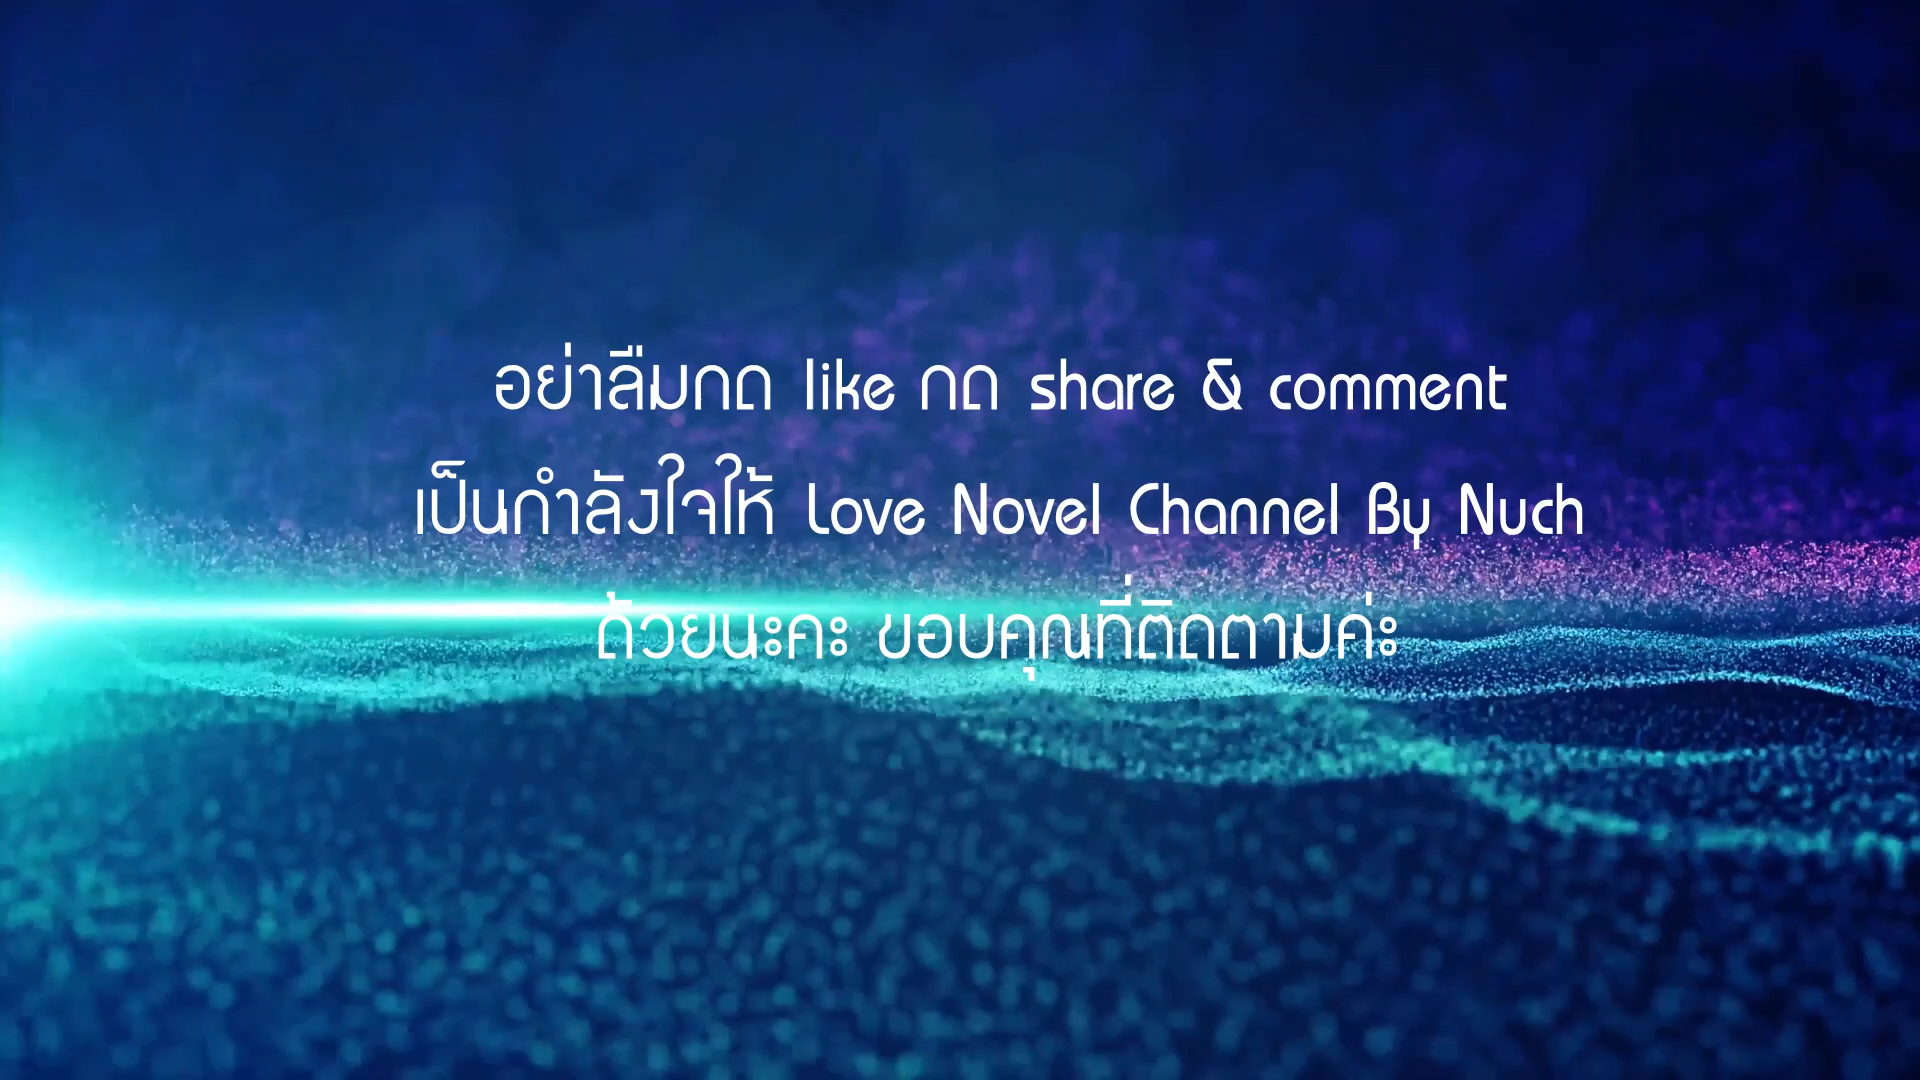 อย่าลืมกด like กด share & comment
เป็นกำลังใจให้ Love Novel Channel By Nuch
ด้วยนะคะ ขอบคุณที่ติดตามค่ะ